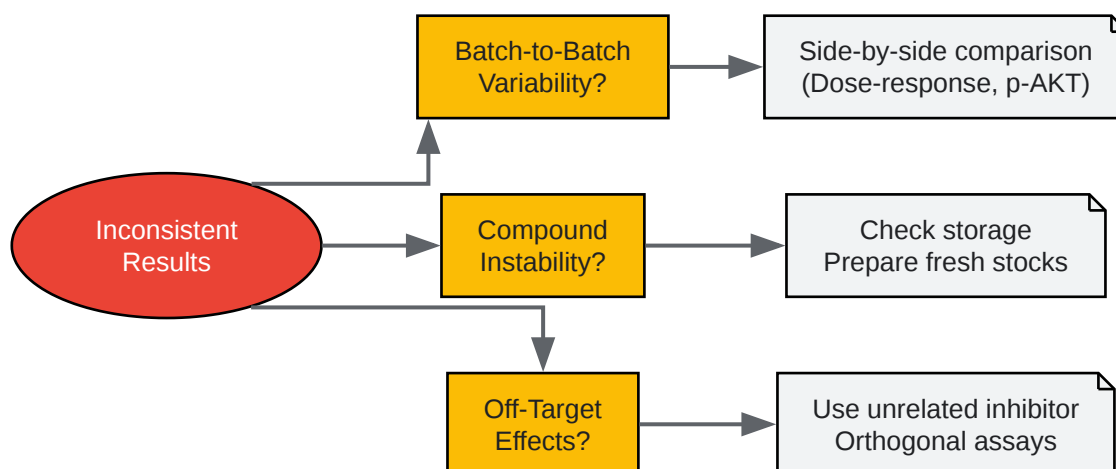 Batch-to-Batch
Variability?
Side-by-side comparison
(Dose-response, p-AKT)
Inconsistent
Results
Compound
Instability?
Check storage
Prepare fresh stocks
Off-Target
Effects?
Use unrelated inhibitor
Orthogonal assays